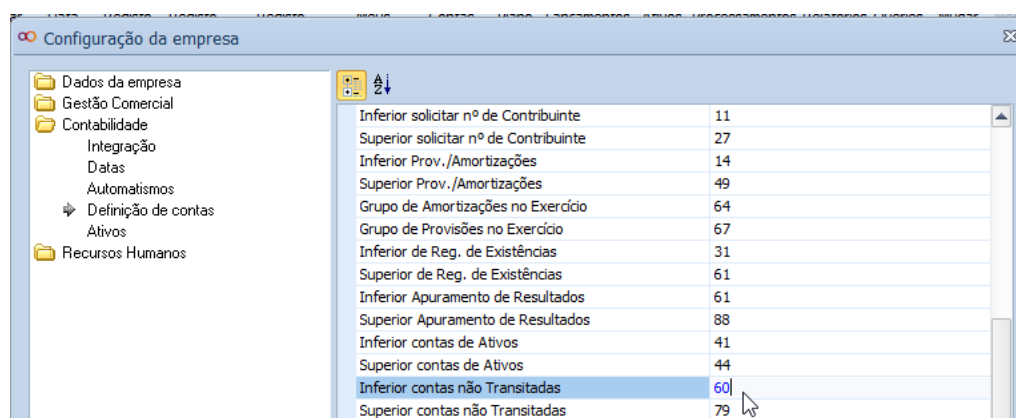 Configuração da empresa
Dados da empresa
Gestão Comercial
Contabilidade
Integração
Datas
Automatismos
Definição de contas
Ativos
Recursos Humanos
Inferior solicitar nº de Contribuinte 11
Superior solicitar nº de Contribuinte 27
Inferior Prov./Amortizações 14
Superior Prov./Amortizações 49
Grupo de Amortizações no Exercício 64
Grupo de Provisões no Exercício 67
Inferior de Reg. de Existências 31
Superior de Reg. de Existências 61
Inferior Apuramento de Resultados 61
Superior Apuramento de Resultados 88
Inferior contas de Ativos 41
Superior contas de Ativos 44
Inferior contas não Transitadas 60
Superior contas não Transitadas 79